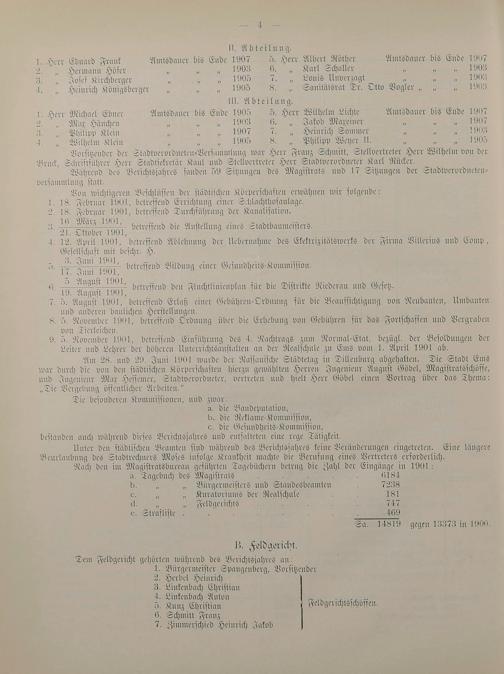 — 4 —
II. Abteilung.
1. Herr Eduard Frank Amtsdauer bis Ende 1907 5. Herr Albert Röther Amtsdauer bis Ende 1907
2. „ Hermann Höfer „ „ „ 1903 6. „ Karl Schaller „ „ „ 1903
3. „ Josef Kirchberger „ „ „ 1905 7. „ Louis Unverzagt „ „ „ 1903
4. „ Heinrich Königsberger „ „ „ 1905 8. „ Sanitätsrat Dr. Otto Vogler „ „ „ 1903
III. Abteilung.
1. Herr Michael Ebner Amtsdauer bis Ende 1905 5. Herr Wilhelm Lichte Amtsdauer bis Ende 1907
2. „ Max Hänchen „ „ „ 1903 6. „ Jakob Maxeiner „ „ „ 1903
3. „ Philipp Klein „ „ „ 1907 7. „ Heinrich Sommer „ „ „ 1903
4. „ Wilhelm Klein „ „ „ 1905 8. „ Philipp Weyer II. „ „ „ 1905
Vorsitzender der Stadtverordneten-Versammlung war Herr Franz Schmitt, Stellvertreter Herr Wilhelm von der
Bruck, Schriftführer Herr Stadtsekretär Kaul und Stellvertreter Herr Stadtverordneter Karl Rücker.
Während des Berichtsjahres fanden 59 Sitzungen des Magistrats und 17 Sitzungen der Stadtverordneten-
versammlung statt.
Von wichtigeren Beschlüssen der städtischen Körperschaften erwähnen wir folgende:
1. 18. Februar 1901, betreffend Errichtung einer Schlachthofanlage.
2. 18. Februar 1901, betreffend Durchführung der Kanalisation.
3. 16. März 1901, 21. Oktober 1901, betreffend die Anstellung eines Stadtbaumeisters.
4. 12. April 1901, betreffend Ablehnung der Uebernahme des Elektrizitätswerks der Firma Villerius und Comp.,
Gesellschaft mit beschr. H.
5. 3. Juni 1901, 17. Juni 1901, betreffend Bildung einer Gesundheits-Kommission.
6. 5. August 1901, 19. August 1901, betreffend den Fluchtlinienplan für die Distrikte Niederau und Gesetz.
7. 5. August 1901, betreffend Erlaß einer Gebühren-Ordnung für die Beaufsichtigung von Neubauten, Umbauten
und anderen baulichen Herstellungen.
8. 5. November 1901, betreffend Ordnung über die Erhebung von Gebühren für das Fortschaffen und Vergraben
von Tierleichen.
9. 5. November 1901, betreffend Einführung des 4. Nachtrags zum Normal-Etat, bezügl. der Besoldungen der
Leiter und Lehrer der höheren Unterrichtsanstalten an der Realschule zu Ems vom 1. April 1901 ab.
Am 28. und 29. Juni 1901 wurde der Nassauische Städtetag in Dillenburg abgehalten. Die Stadt Ems
war durch die von den städtischen Körperschaften hierzu gewählten Herren Ingenieur August Göbel, Magistratsschöffe,
und Ingenieur Max Hessemer, Stadtverordneter, vertreten und hielt Herr Göbel einen Vortrag über das Thema:
„Die Vergebung öffentlicher Arbeiten.“
Die besonderen Kommissionen, und zwar:
a. die Baudeputation,
b. die Reklame-Kommission,
c. die Gesundheits-Kommission,
bestanden auch während dieses Berichtsjahres und entfalteten eine rege Tätigkeit.
Unter den städtischen Beamten sind während des Berichtsjahres keine Veränderungen eingetreten. Eine längere
Beurlaubung des Stadtrechners Moses infolge Krankheit machte die Berufung eines Vertreters erforderlich.
Nach den im Magistratsbureau geführten Tagebüchern betrug die Zahl der Eingänge in 1901:
a. Tagebuch des Magistrats 6184
b. „ „ Bürgermeisters und Standesbeamten 7238
c. „ „ Kuratoriums der Realschule 181
d. „ „ Feldgerichts 747
e. Strafliste 469
Sa. 14819 gegen 13373 in 1900.
B. Feldgericht.
Dem Feldgericht gehörten während des Berichtsjahres an:
1. Bürgermeister Spangenberg, Vorsitzender
2. Herbel Heinrich
3. Linkenbach Christian
4. Linkenbach Anton
5. Kunz Christian
6. Schmitt Franz
7. Zimmerschied Heinrich Jakob
Feldgerichtsschöffen.